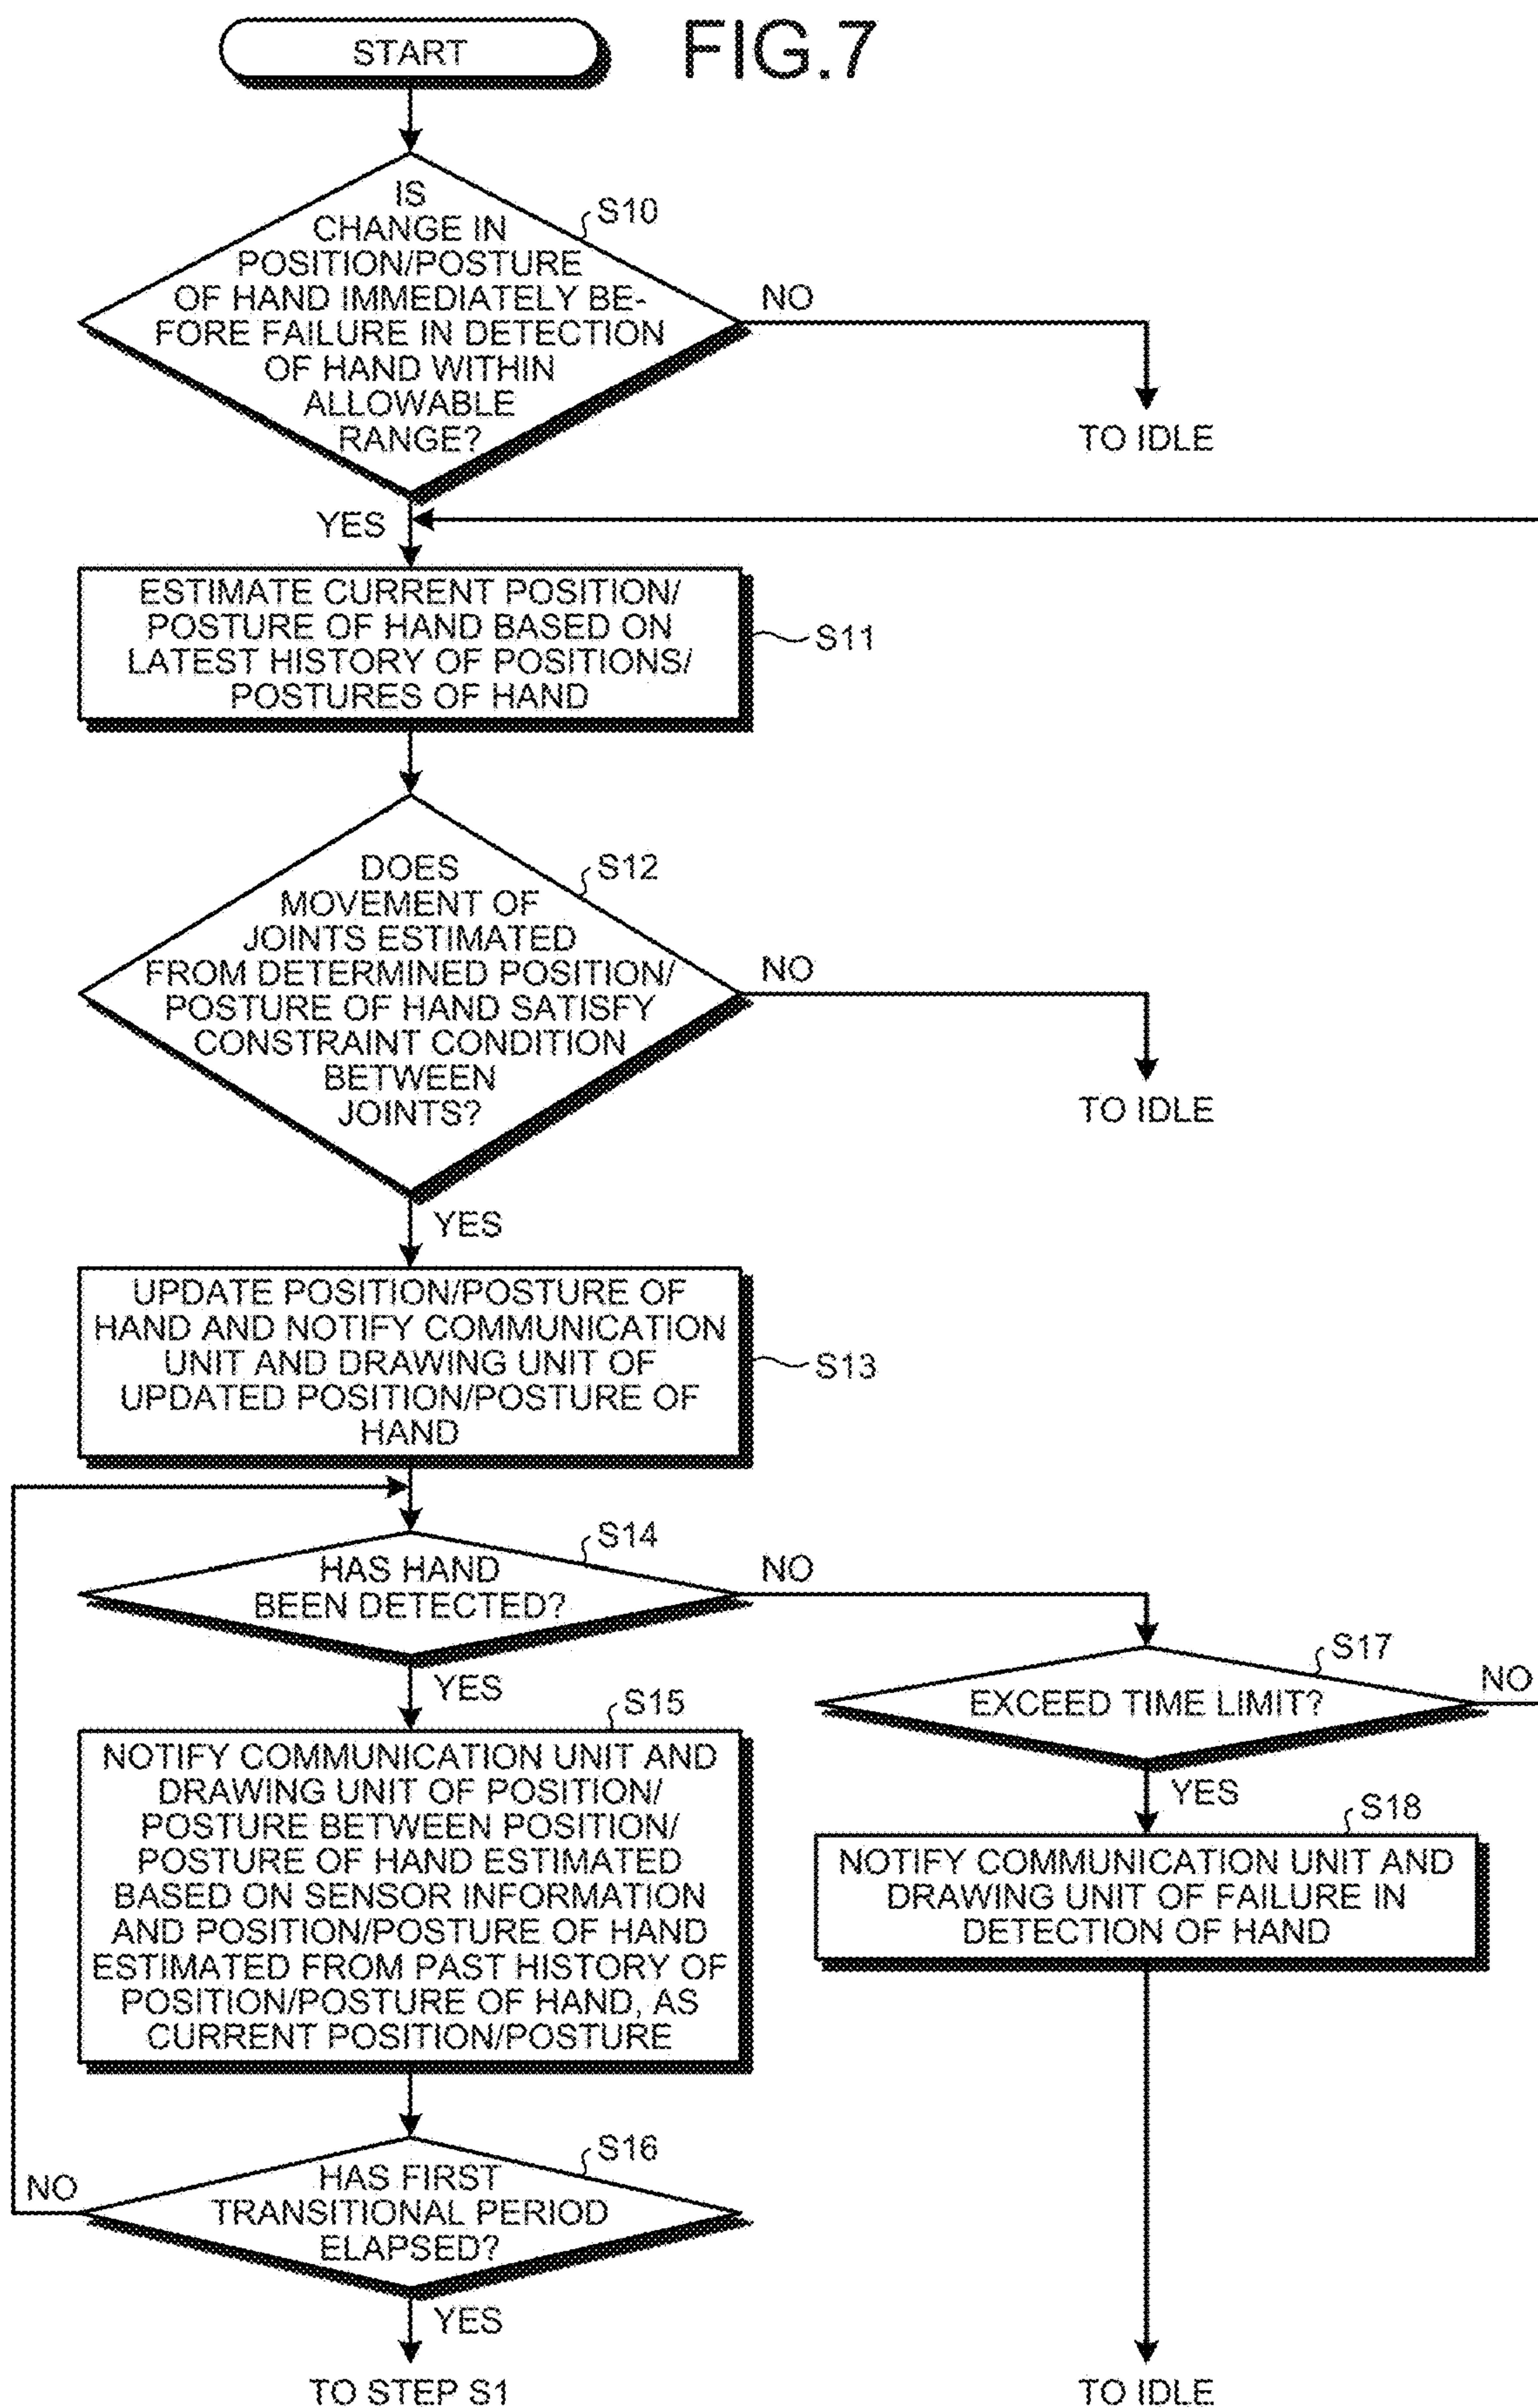 START
FIG.7
IS
CHANGE IN
POSITION/POSTURE
OF HAND IMMEDIATELY BE-
FORE FAILURE IN DETECTION
OF HAND WITHIN
ALLOWABLE
RANGE?
S10
NO
TO IDLE
YES
ESTIMATE CURRENT POSITION/
POSTURE OF HAND BASED ON
LATEST HISTORY OF POSITIONS/
POSTURES OF HAND
S11
DOES
MOVEMENT OF
JOINTS ESTIMATED
FROM DETERMINED POSITION/
POSTURE OF HAND SATISFY
CONSTRAINT CONDITION
BETWEEN
JOINTS?
S12
NO
TO IDLE
YES
UPDATE POSITION/POSTURE OF
HAND AND NOTIFY COMMUNICATION
UNIT AND DRAWING UNIT OF
UPDATED POSITION/POSTURE OF
HAND
S13
HAS HAND
BEEN DETECTED?
S14
NO
YES
S15
NOTIFY COMMUNICATION UNIT AND
DRAWING UNIT OF POSITION/
POSTURE BETWEEN POSITION/
POSTURE OF HAND ESTIMATED
BASED ON SENSOR INFORMATION
AND POSITION/POSTURE OF HAND
ESTIMATED FROM PAST HISTORY OF
POSITION/POSTURE OF HAND, AS
CURRENT POSITION/POSTURE
S16
HAS FIRST
TRANSITIONAL PERIOD
ELAPSED?
NO
YES
TO STEP S1
S17
EXCEED TIME LIMIT?
NO
YES
S18
NOTIFY COMMUNICATION UNIT AND
DRAWING UNIT OF FAILURE IN
DETECTION OF HAND
TO IDLE